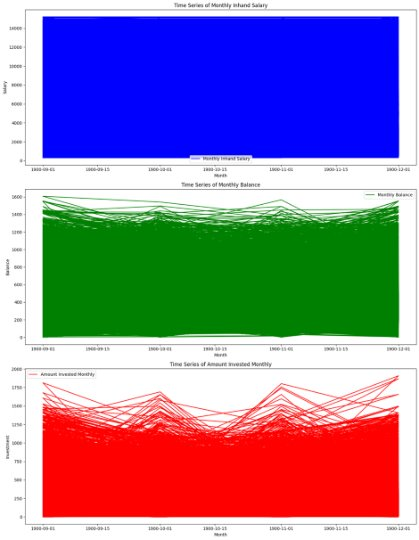 Time Series of Monthly Inhand Salary
14000
12000
10000
8000
6000
4000
2000
0
Salary
Monthly Inhand Salary
1900-09-01 1900-09-15 1900-10-01 1900-10-15 1900-11-01 1900-11-15 1900-12-01
Month
Time Series of Monthly Balance
Monthly Balance
1600
1400
1200
1000
800
600
400
200
0
Balance
1900-09-01 1900-09-15 1900-10-01 1900-10-15 1900-11-01 1900-11-15 1900-12-01
Month
Time Series of Amount Invested Monthly
Amount Invested Monthly
2000
1750
1500
1250
1000
750
500
250
0
Investment
1900-09-01 1900-09-15 1900-10-01 1900-10-15 1900-11-01 1900-11-15 1900-12-01
Month